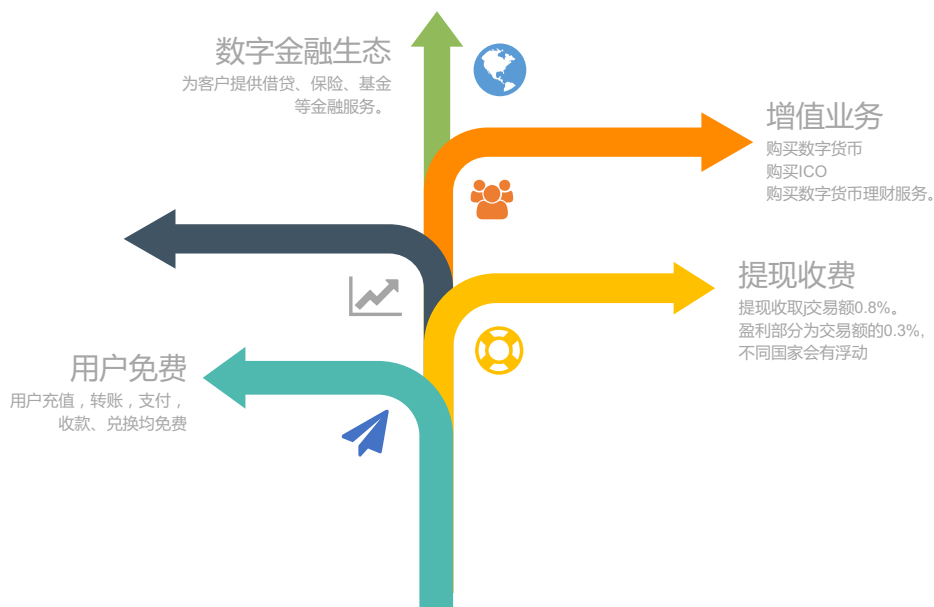 数字金融生态
为客户提供借贷、保险、基金
等金融服务。
增值业务
购买数字货币
购买ICO
购买数字货币理财服务。
提现收费
提现收取j交易额0.8%。
盈利部分为交易额的0.3%,
不同国家会有浮动
用户免费
用户充值，转账，支付，
收款、兑换均免费